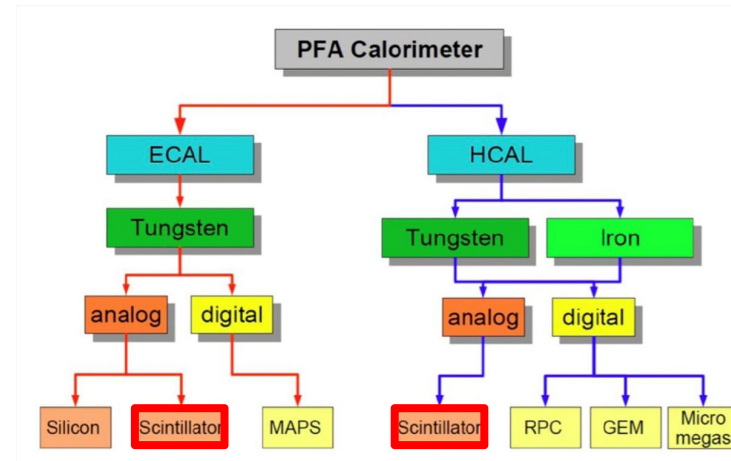 PFA Calorimeter
ECAL
HCAL
Tungsten
Tungsten
Iron
analog
digital
analog
digital
Silicon
Scintillator
MAPS
Scintillator
RPC
GEM
Micro
megas